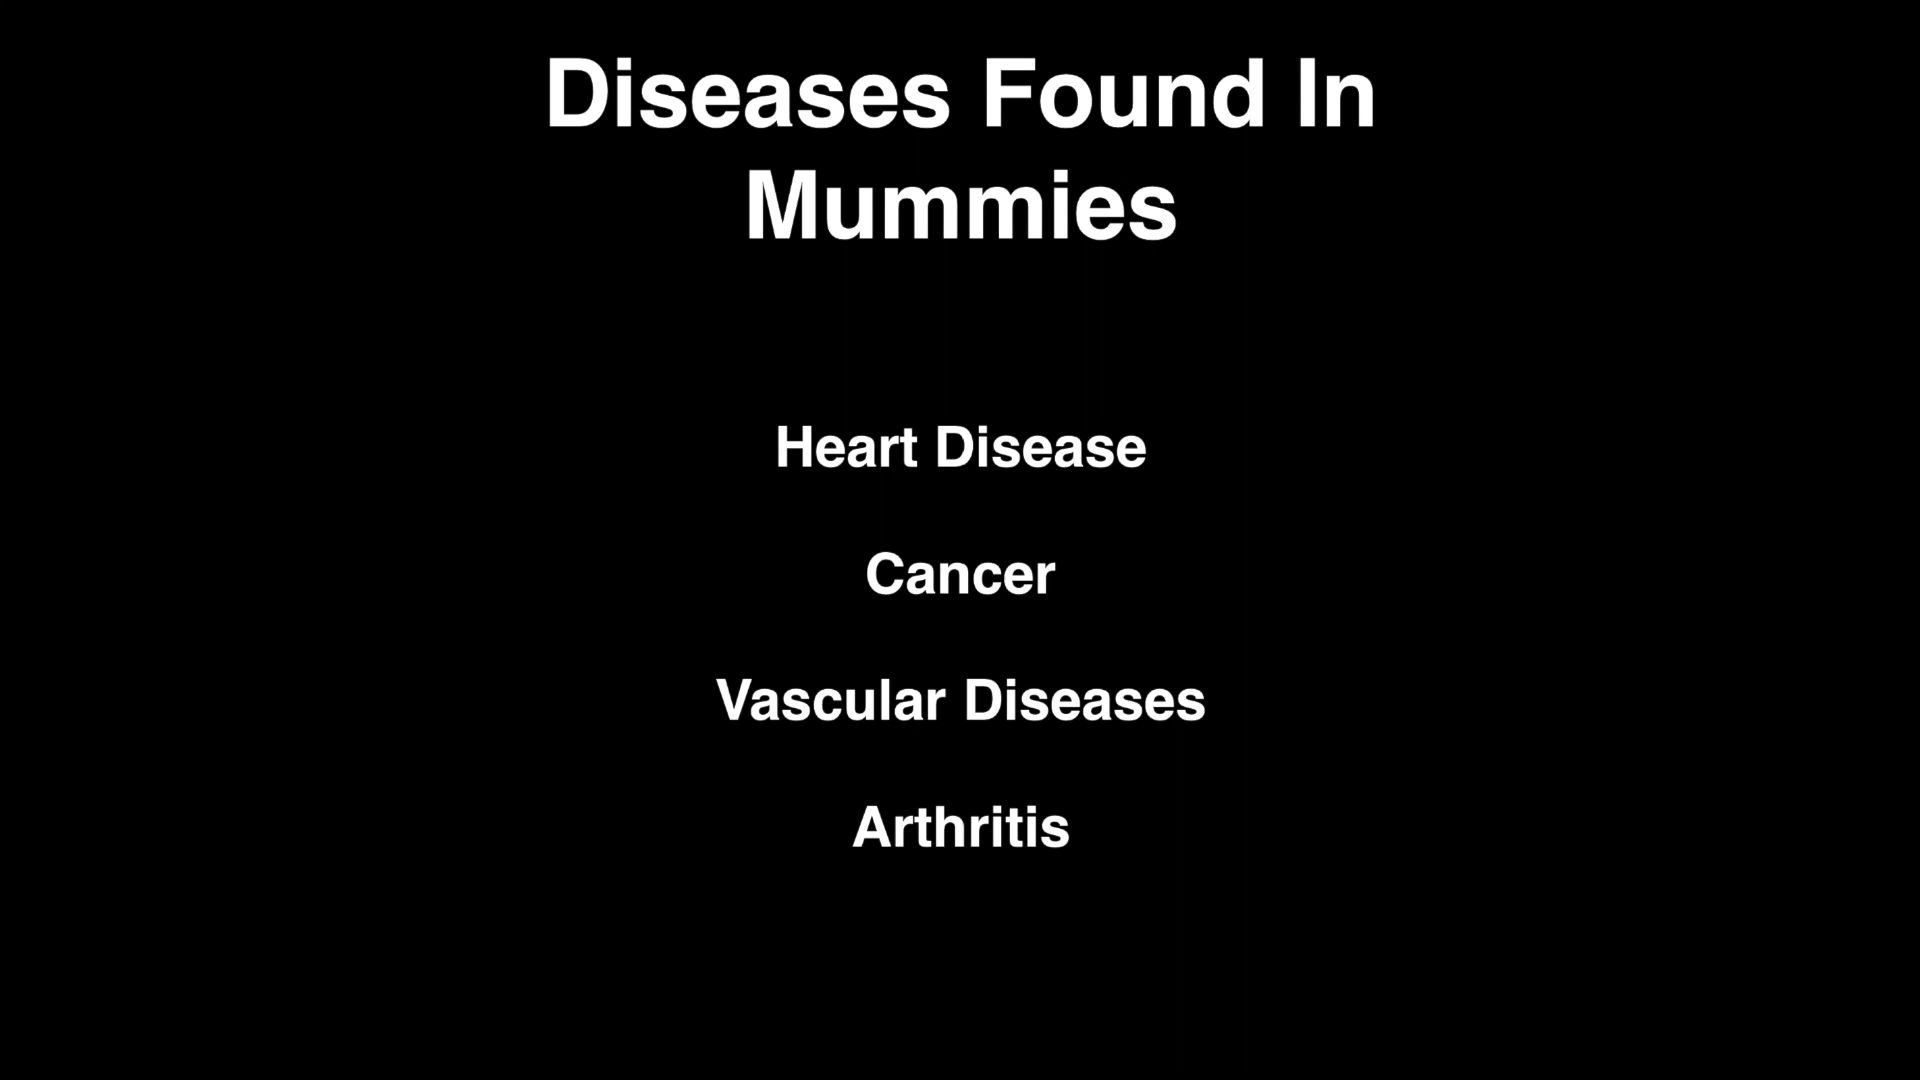 Diseases Found In
Mummies
Heart Disease
Cancer
Vascular Diseases
Arthritis